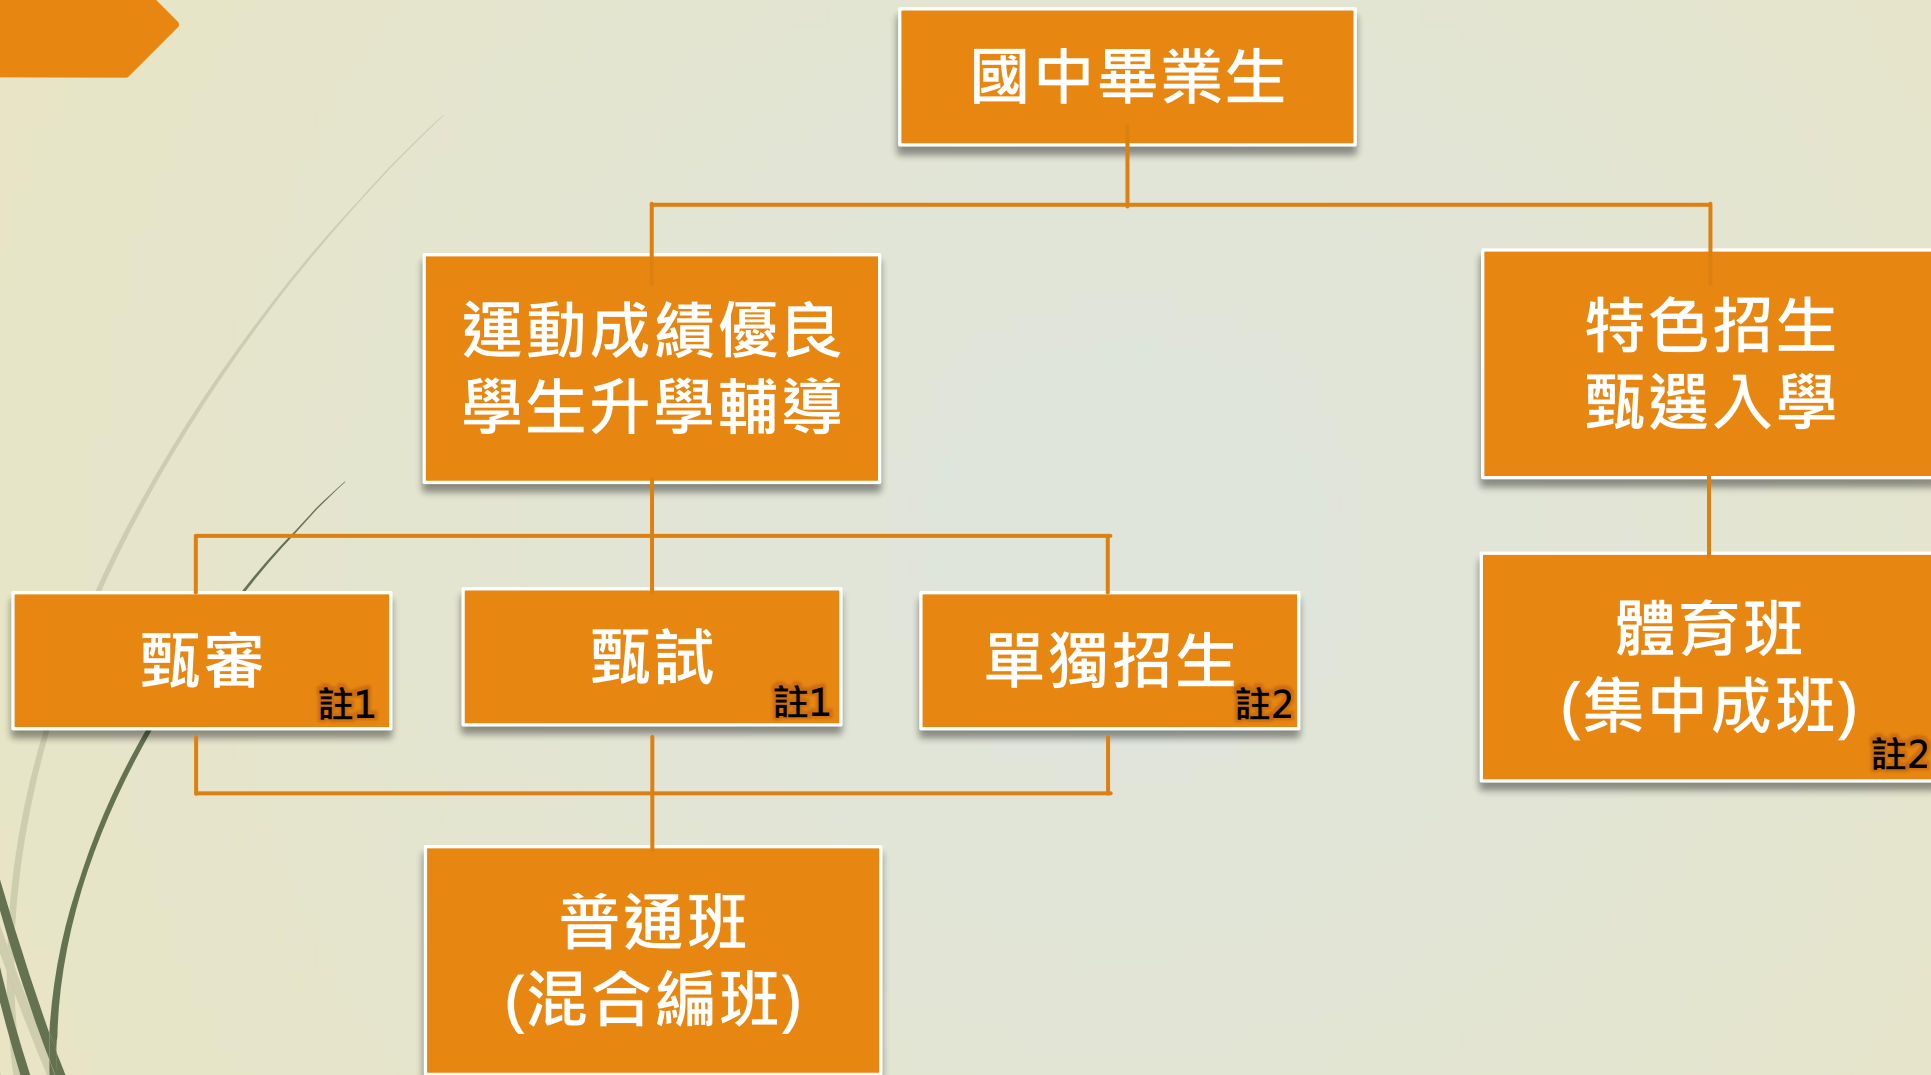 國中畢業生
運動成績優良
學生升學輔導
特色招生
甄選入學
甄審
註1
甄試
註1
單獨招生
註2
體育班
(集中成班)
註2
普通班
(混合編班)